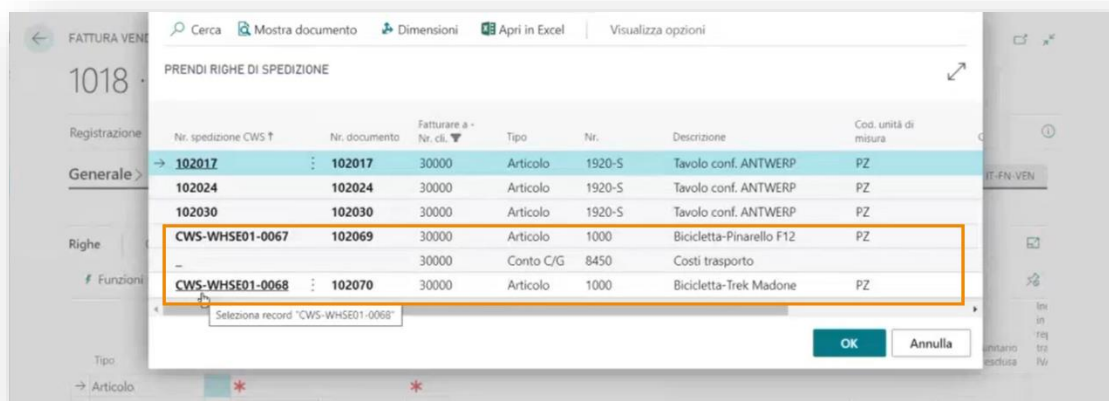 FATTURA VEND
Cerca Mostra documento Dimensioni Apri in Excel Visualizza opzioni
1018 ·
PRENDI RIGHE DI SPEDIZIONE
Registrazione
Nr. spedizione CWS ↑ Nr. documento Fatturare a - Nr. cli. Tipo Nr. Descrizione Cod. unità di misura
→ 102017 102017 30000 Articolo 1920-S Tavolo conf. ANTWERP PZ
Generale > IT-FN-VEN
102024 102024 30000 Articolo 1920-S Tavolo conf. ANTWERP PZ
102030 102030 30000 Articolo 1920-S Tavolo conf. ANTWERP PZ
Righe
CWS-WHSE01-0067 102069 30000 Articolo 1000 Bicicletta-Pinarello F12 PZ
_ 30000 Conto C/G 8450 Costi trasporto
Funzioni
CWS-WHSE01-0068 102070 30000 Articolo 1000 Bicicletta-Trek Madone PZ
Seleziona record "CWS-WHSE01-0068"
OK Annulla
Tipo unitario esclusa
→ Articolo * *